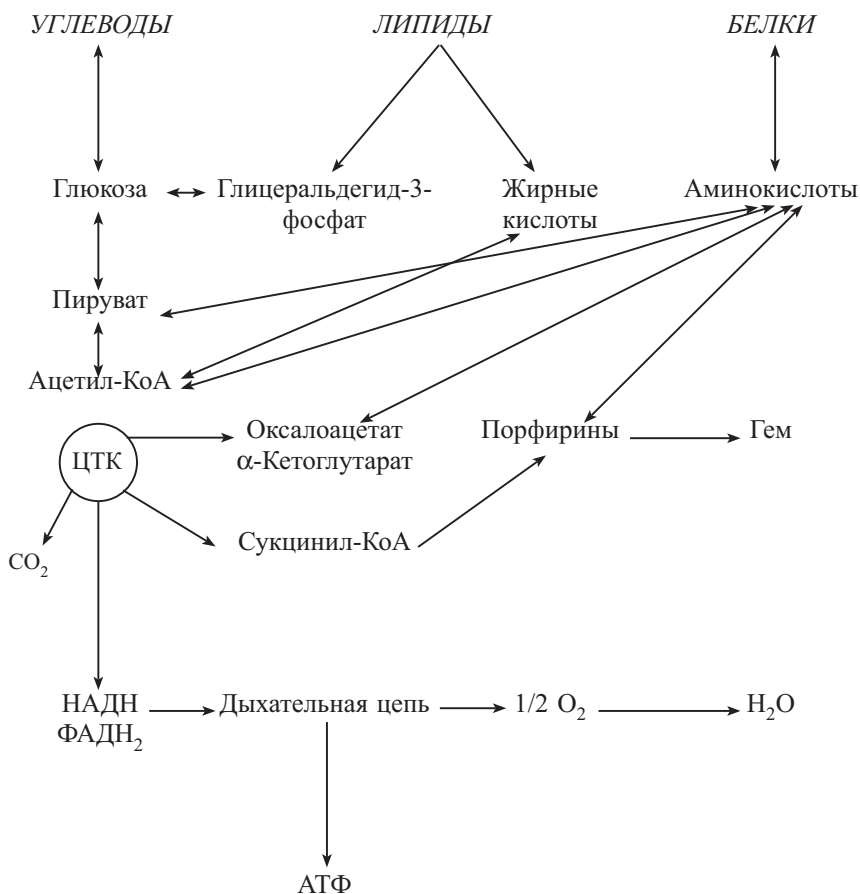 УГЛЕВОДЫ ЛИПИДЫ БЕЛКИ
Глюкоза Глицеральдегид-3-фосфат Жирные кислоты Аминокислоты
Пируват
Ацетил-КоА
ЦТК Оксалоацетат Порфирины Гем
α-Кетоглутарат
Сукцинил-КоА
CO₂
НАДН Дыхательная цепь 1/2 O₂ H₂O
ФАДН₂
АТФ